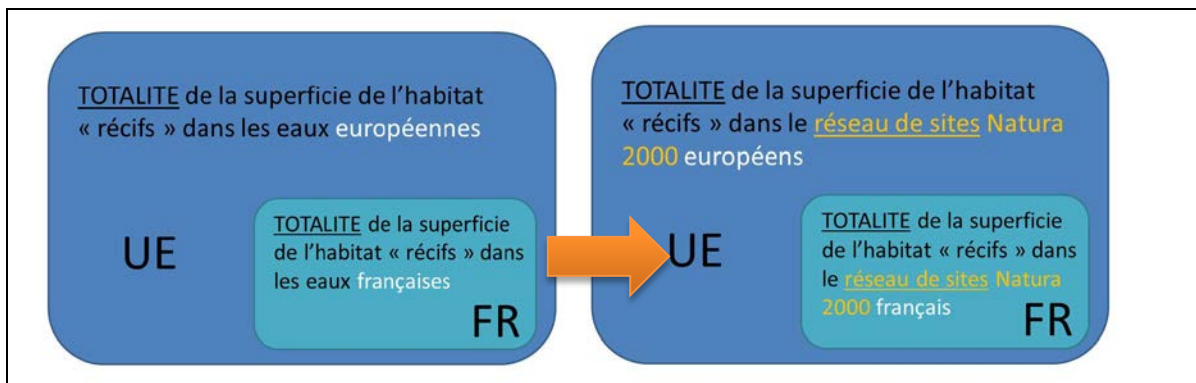 TOTALITE de la superficie de l'habitat
« récifs » dans les eaux européennes
UE
TOTALITE de la superficie
de l'habitat « récifs » dans
les eaux françaises
FR
TOTALITE de la superficie de l'habitat
« récifs » dans le réseau de sites Natura
2000 européens
UE
TOTALITE de la superficie
de l'habitat « récifs » dans
le réseau de sites Natura
2000 français
FR